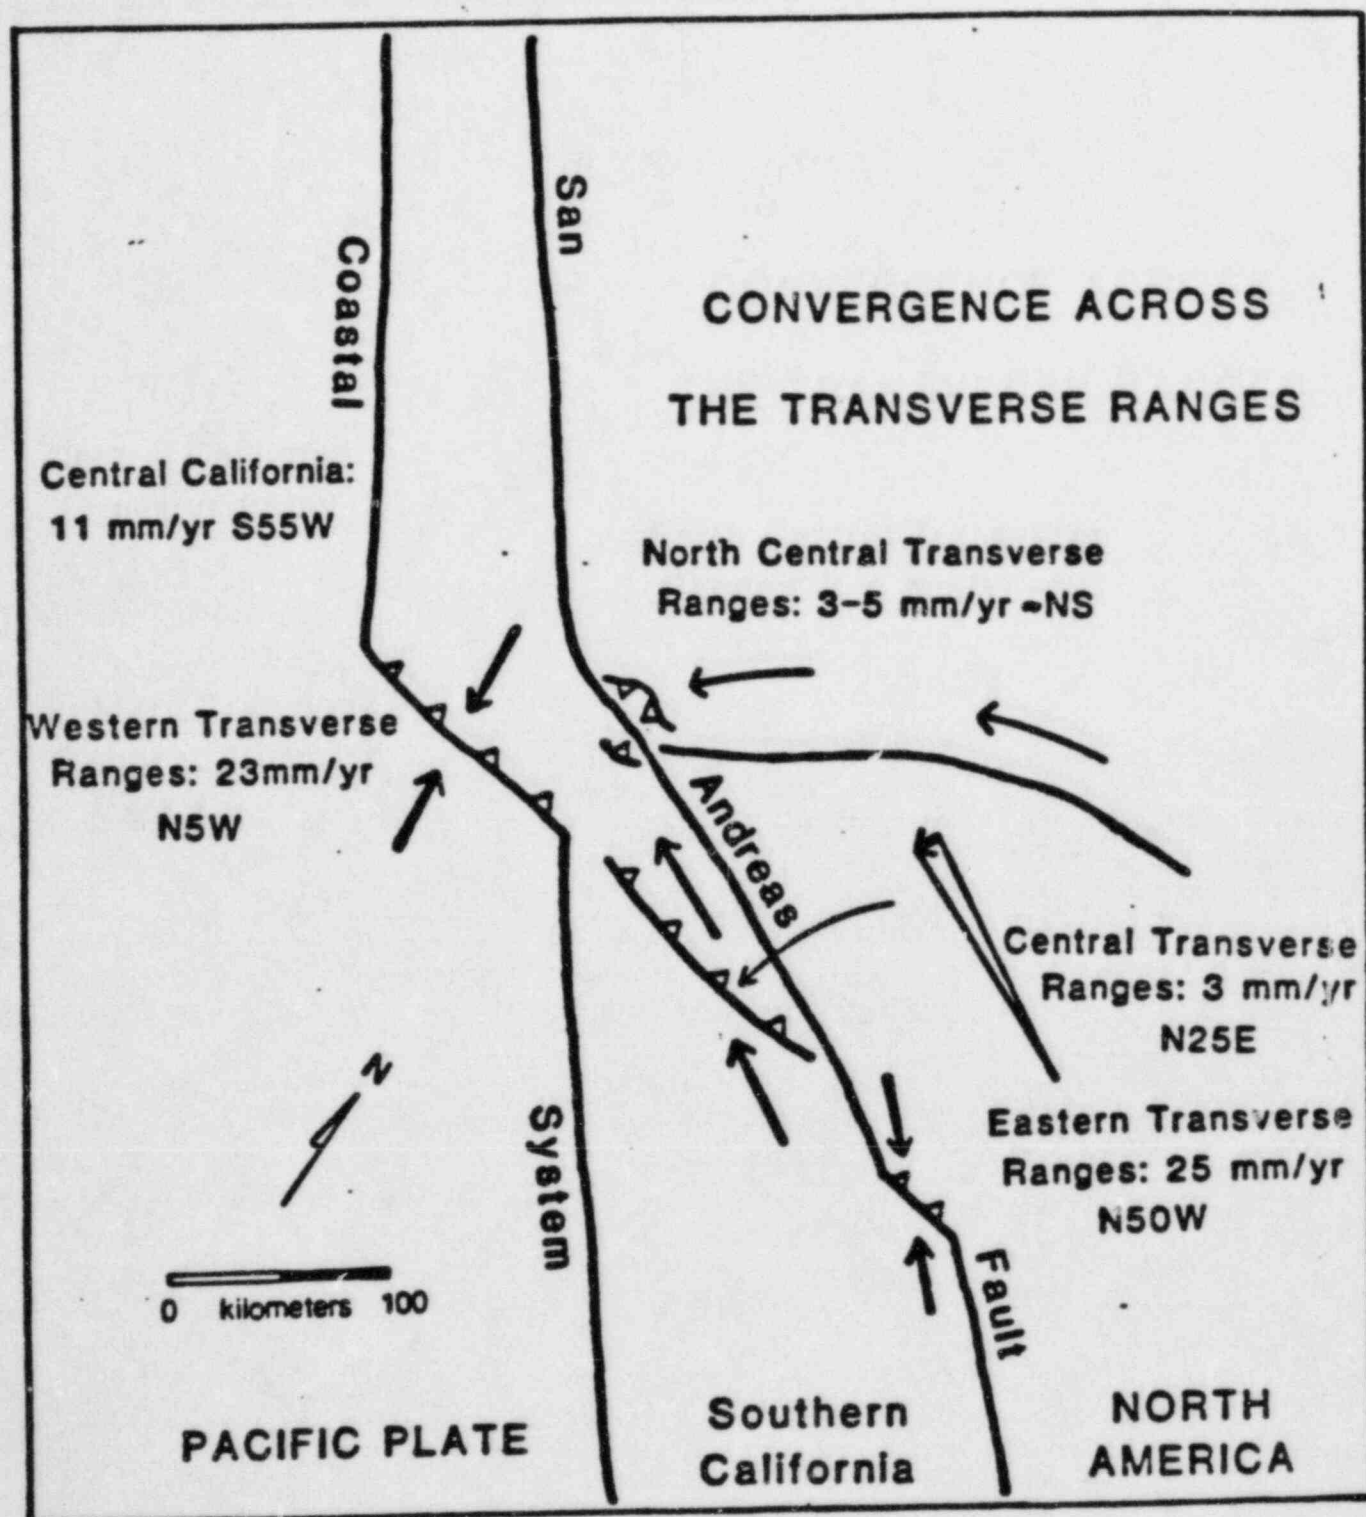 San
Coastal
CONVERGENCE ACROSS
THE TRANSVERSE RANGES
Central California:
11 mm/yr S55W
North Central Transverse
Ranges: 3-5 mm/yr ~NS
Western Transverse
Ranges: 23mm/yr
N5W
Andreas
Central Transverse
Ranges: 3 mm/yr
N25E
N
System
Eastern Transverse
Ranges: 25 mm/yr
N50W
Fault
0 kilometers 100
PACIFIC PLATE
Southern
California
NORTH
AMERICA